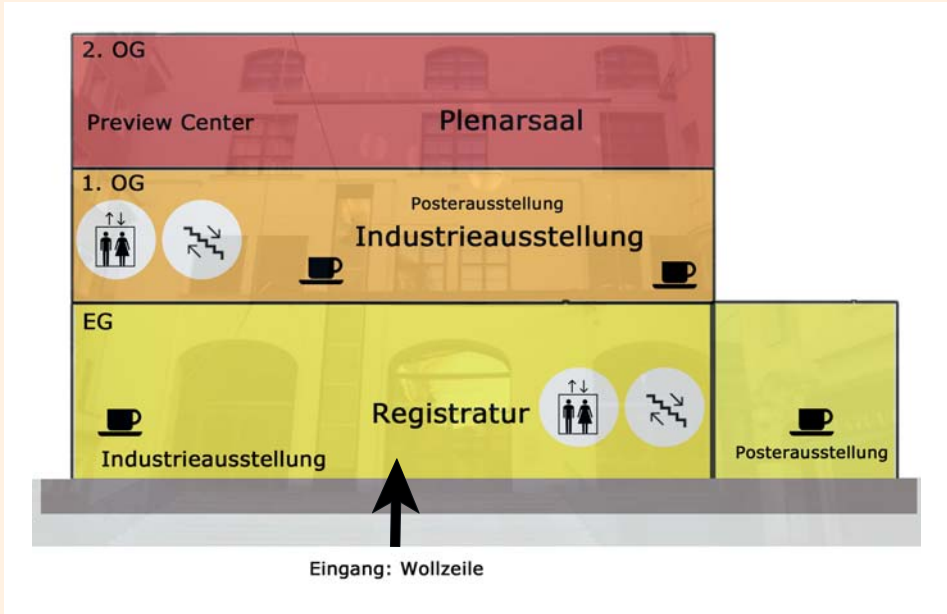 2. OG
Preview Center
Plenarsaal
1. OG
Posterausstellung
Industrieausstellung
EG
Registratur
Industrieausstellung
Posterausstellung
Eingang: Wollzeile